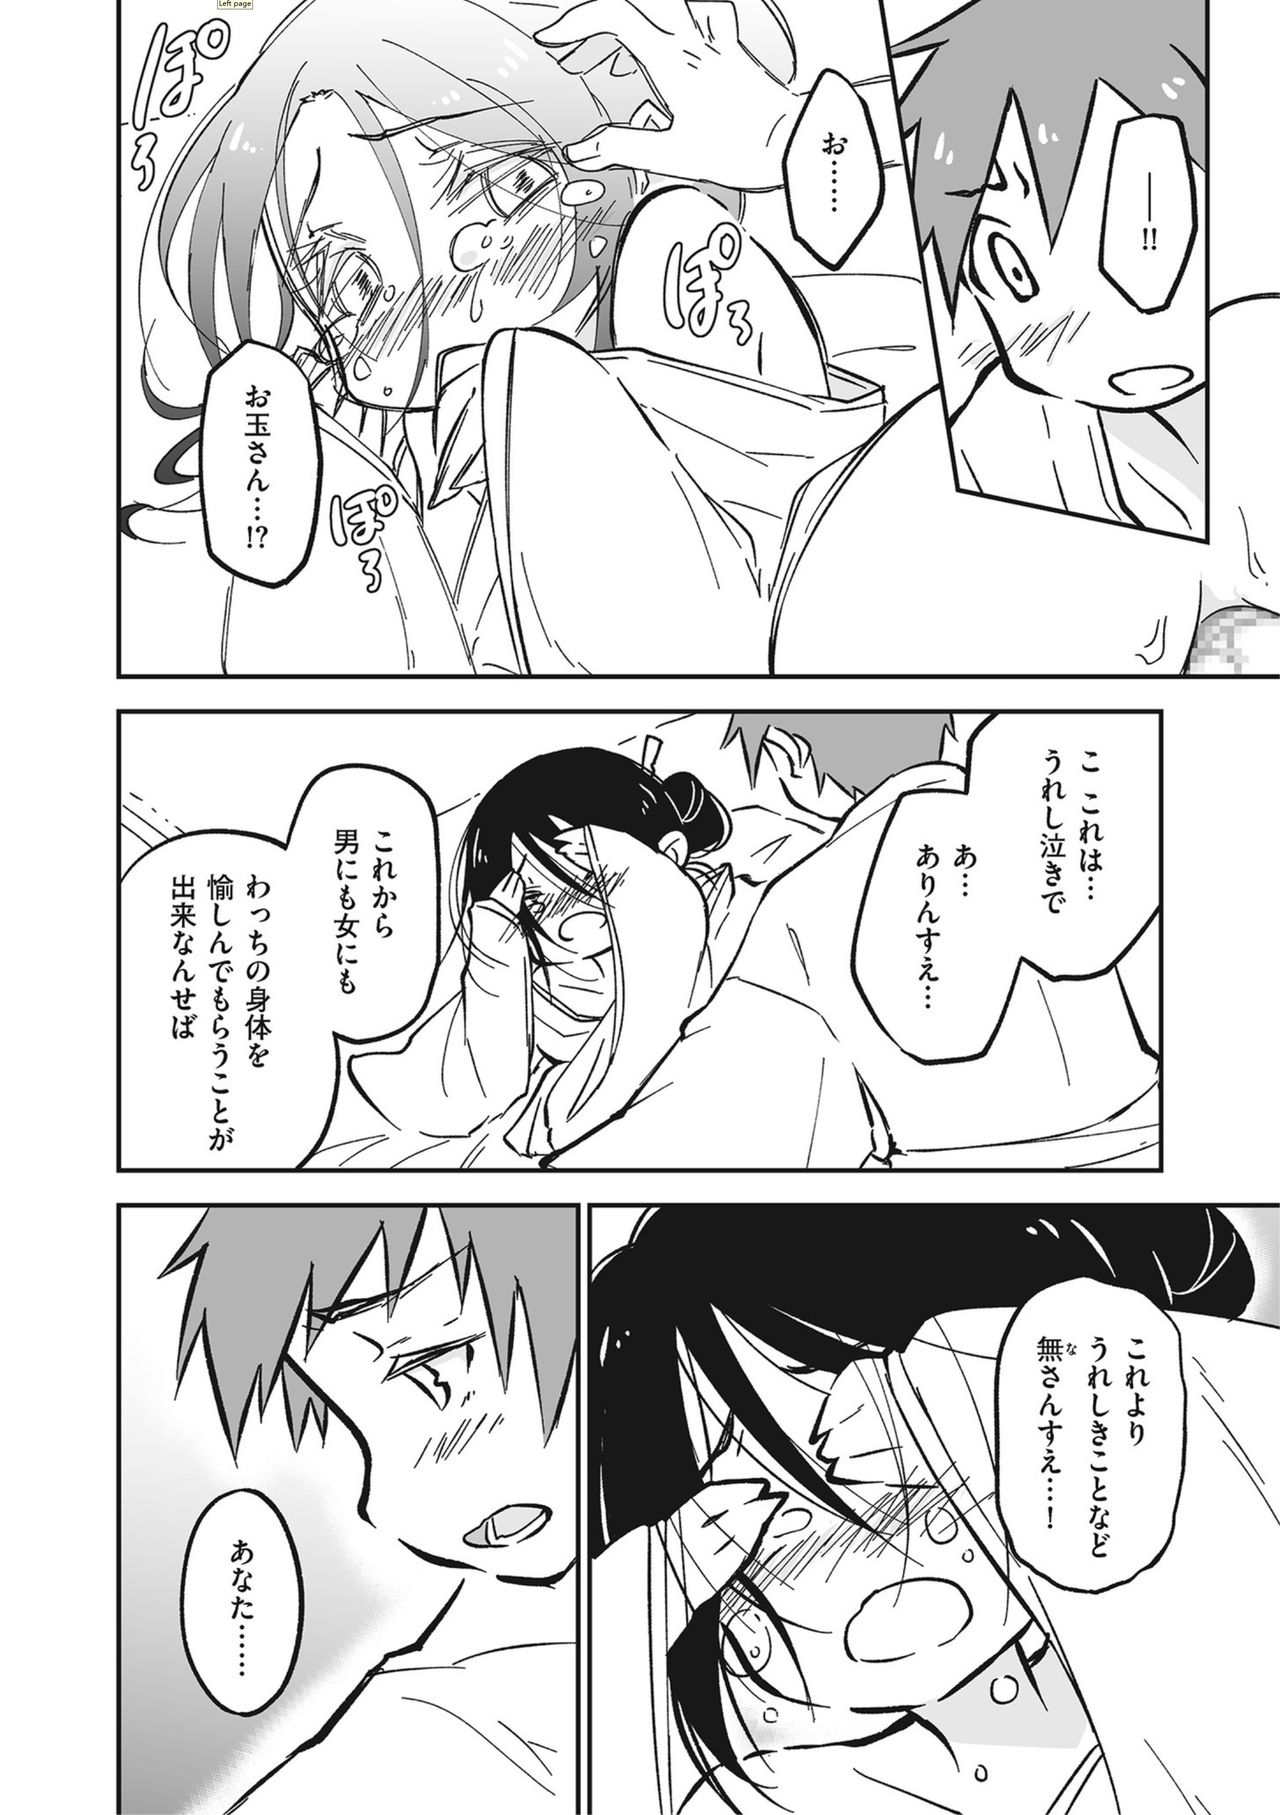 Left page
──!!
お……
ぽろ
ぽろ
お玉さん…!?
ぽろ
こ これは…
うれし泣きで
あ…
ありんすえ…
これから
男にも女にも
わっちの身体を
愉しんでもらうことが
出来なんせば
これより
うれしきことなど
無さんすえ…!
な
あなた……